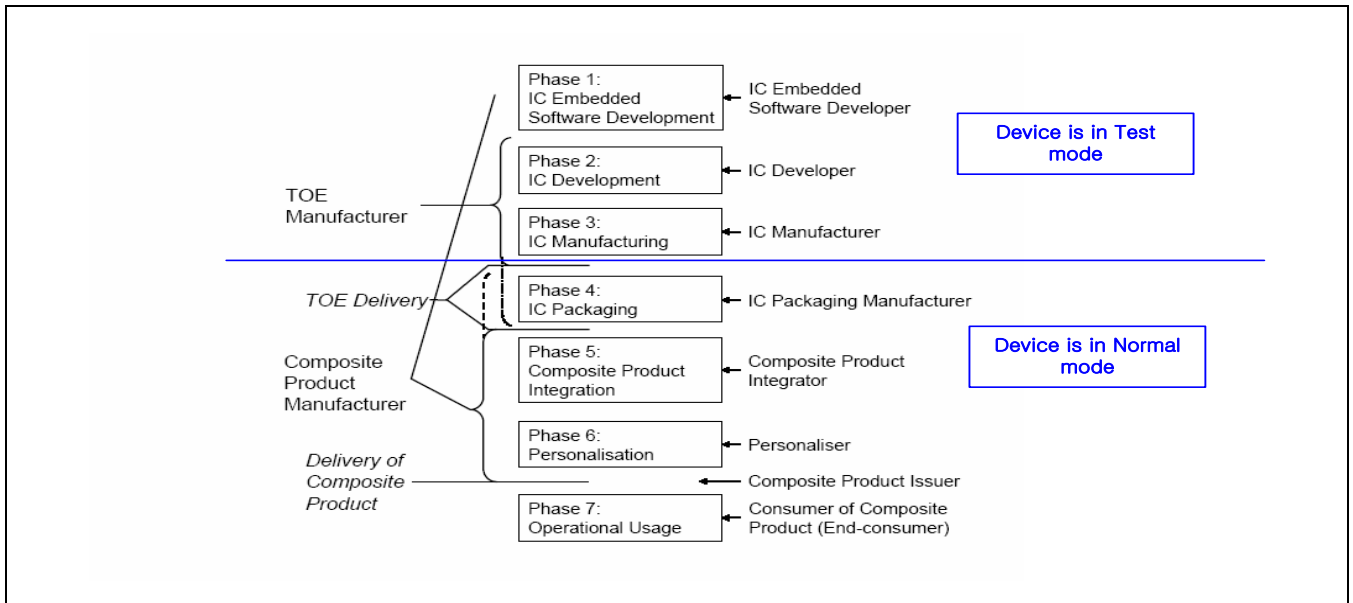 Phase 1:
IC Embedded
Software Development
IC Embedded
Software Developer
Device is in Test
mode
Phase 2:
IC Development
IC Developer
TOE
Manufacturer
Phase 3:
IC Manufacturing
IC Manufacturer
TOE Delivery
Phase 4:
IC Packaging
IC Packaging Manufacturer
Device is in Normal
mode
Composite
Product
Manufacturer
Phase 5:
Composite Product
Integration
Composite Product
Integrator
Phase 6:
Personalisation
Personaliser
Delivery of
Composite
Product
Composite Product Issuer
Phase 7:
Operational Usage
Consumer of Composite
Product (End-consumer)